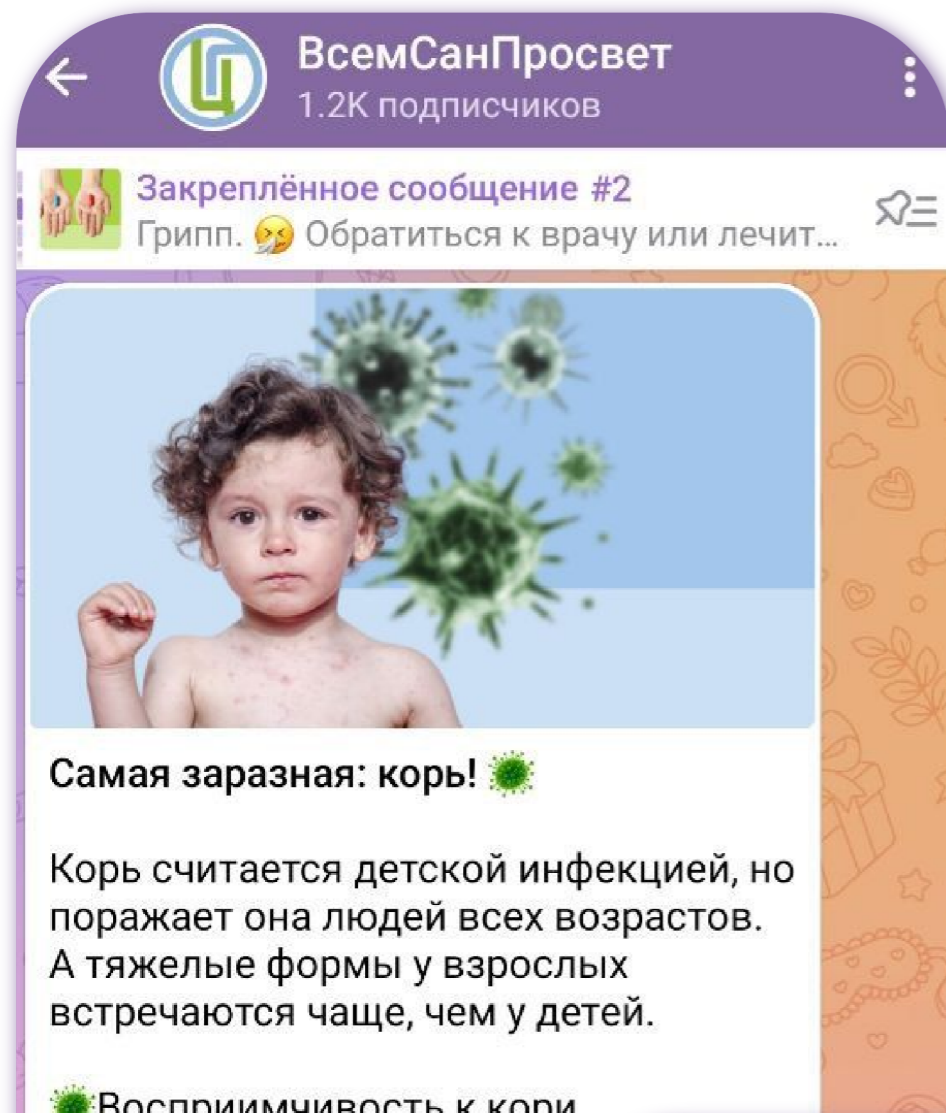 ВсемСанПросвет
1.2K подписчиков
Закреплённое сообщение #2
Грипп. 🤧 Обратиться к врачу или лечит...
Самая заразная: корь!
Корь считается детской инфекцией, но
поражает она людей всех возрастов.
А тяжелые формы у взрослых
встречаются чаще, чем у детей.
Восприимчивость к кори